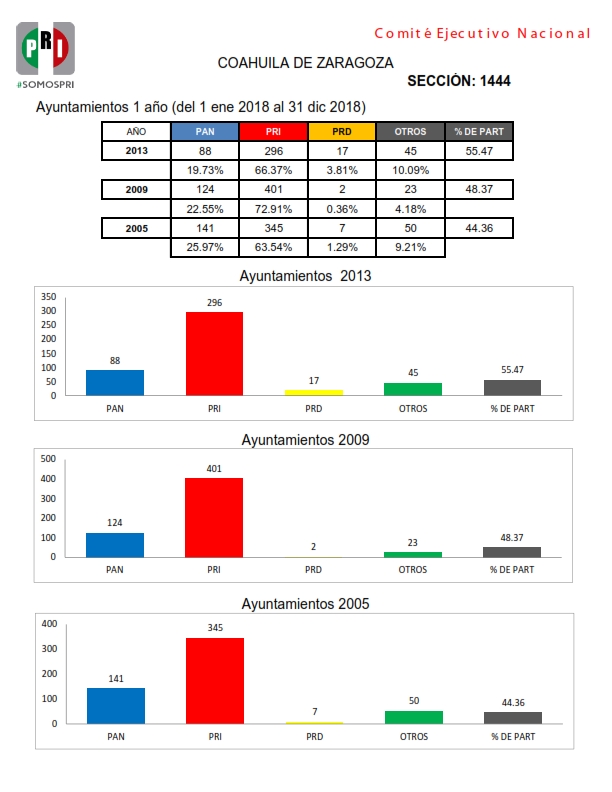 Comité Ejecutivo Nacional
PRI
#SOMOSPRI
COAHUILA DE ZARAGOZA
SECCIÓN: 1444
Ayuntamientos 1 año (del 1 ene 2018 al 31 dic 2018)
AÑO PAN PRI PRD OTROS % DE PART
2013 88 296 17 45 55.47
19.73% 66.37% 3.81% 10.09%
2009 124 401 2 23 48.37
22.55% 72.91% 0.36% 4.18%
2005 141 345 7 50 44.36
25.97% 63.54% 1.29% 9.21%
Ayuntamientos 2013
350
300
250
200
150
100
50
0
88 296 17 45 55.47
PAN PRI PRD OTROS % DE PART
Ayuntamientos 2009
500
400
300
200
100
0
124 401 2 23 48.37
PAN PRI PRD OTROS % DE PART
Ayuntamientos 2005
400
300
200
100
0
141 345 7 50 44.36
PAN PRI PRD OTROS % DE PART